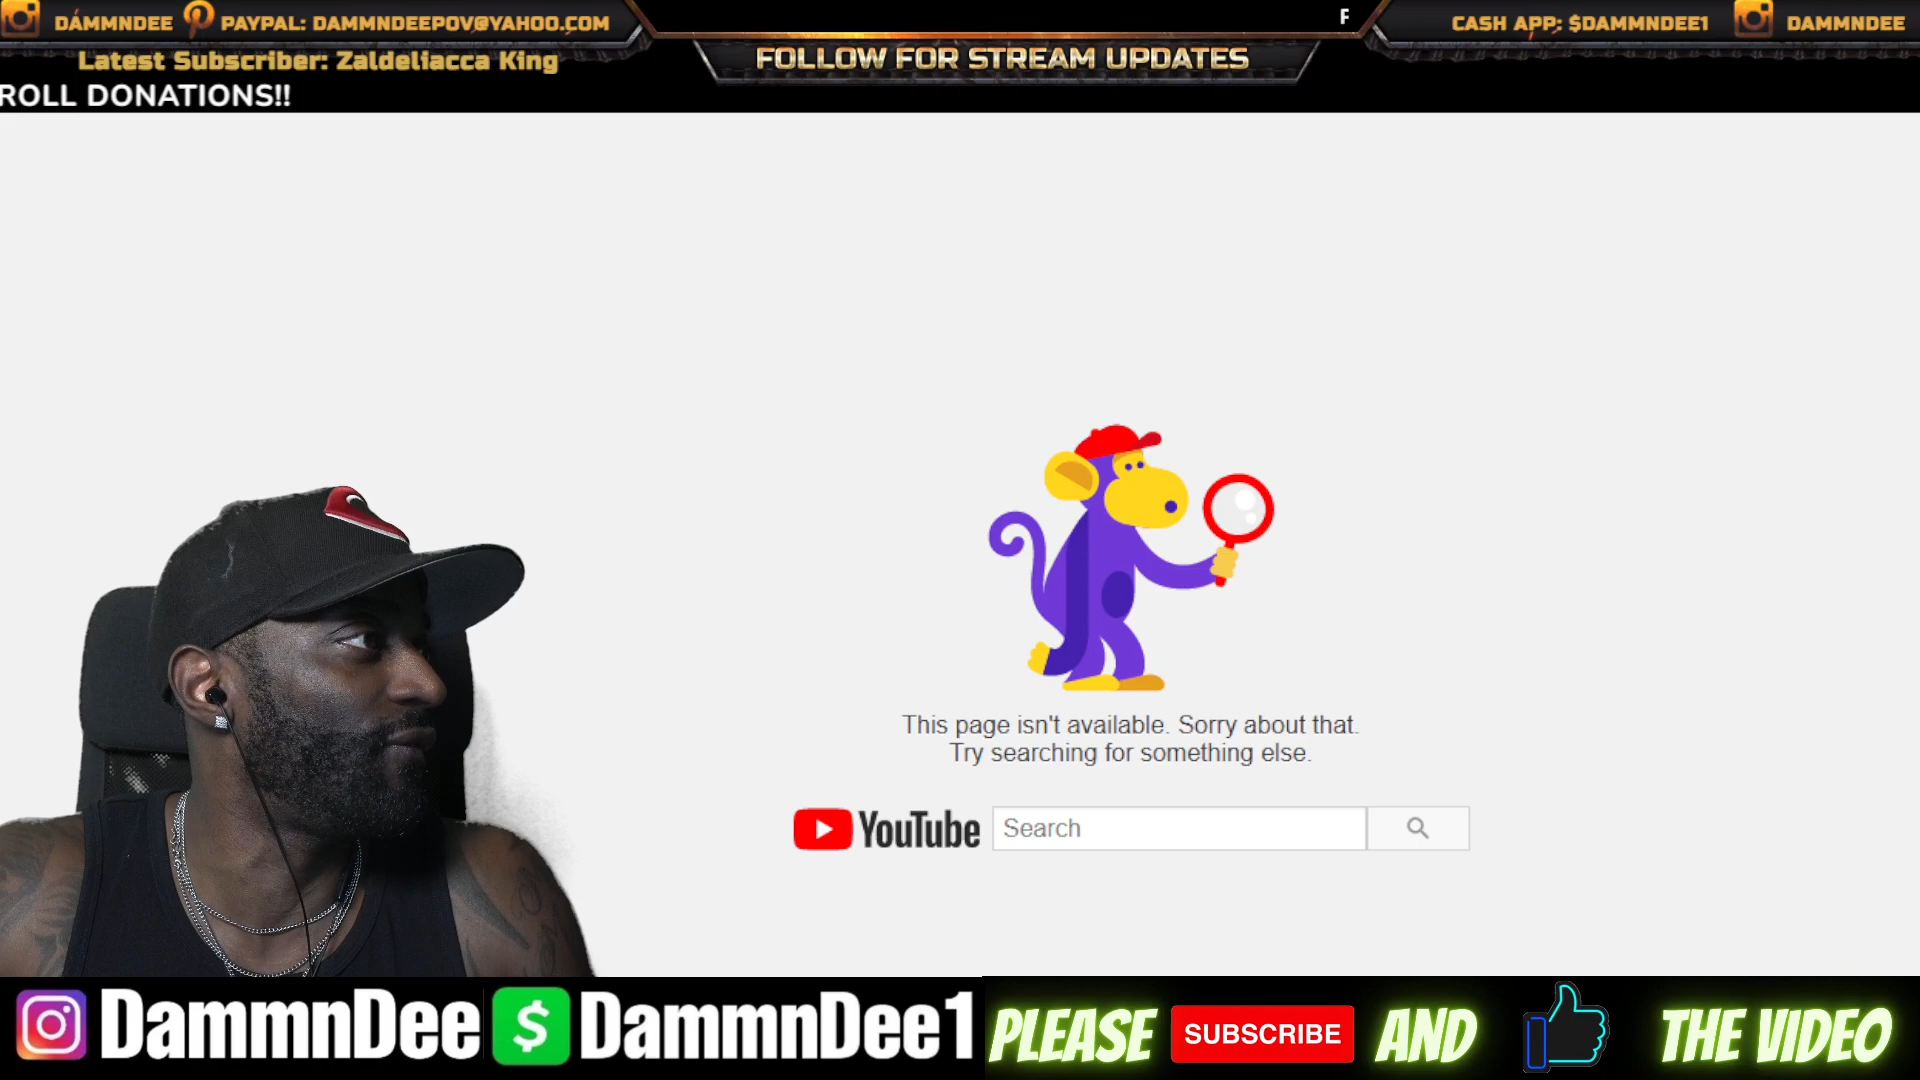 DAMMNDEE
PAYPAL: DAMMNDEEPOV@YAHOO.COM
F
CASH APP: $DAMMNDEE1
DAMMNDEE
Latest Subscriber: Zaldeliacca King
FOLLOW FOR STREAM UPDATES
ROLL DONATIONS!!
This page isn't available. Sorry about that.
Try searching for something else.
YouTube
Search
DammnDee
$
DammnDee1
PLEASE
SUBSCRIBE
AND
THE VIDEO